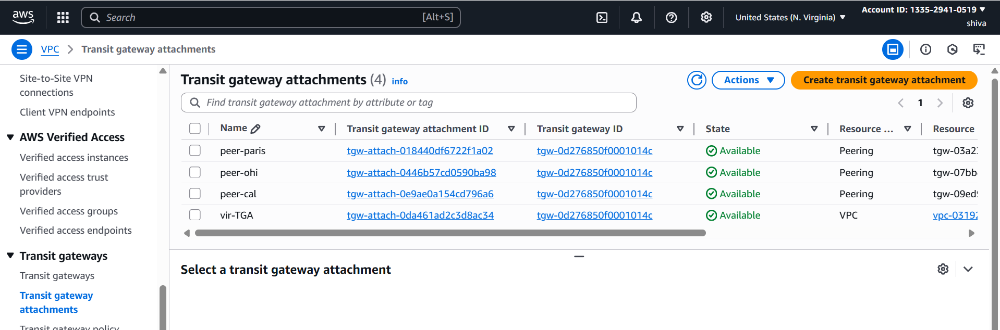 aws
Search [Alt+S]
United States (N. Virginia)
Account ID: 1335-2941-0519
shiva
VPC
Transit gateway attachments
Site-to-Site VPN
connections
Client VPN endpoints
AWS Verified Access
Verified access instances
Verified access trust
providers
Verified access groups
Verified access endpoints
Transit gateways
Transit gateways
Transit gateway
attachments
Transit gateway policy
Transit gateway attachments (4) info
Actions
Create transit gateway attachment
Find transit gateway attachment by attribute or tag
1
Name Transit gateway attachment ID Transit gateway ID State Resource ... Resource
peer-paris tgw-attach-018440df6722f1a02 tgw-0d276850f0001014c Available Peering tgw-03a2
peer-ohi tgw-attach-0446b57cd0590ba98 tgw-0d276850f0001014c Available Peering tgw-07bb
peer-cal tgw-attach-0e9ae0a154cd796a6 tgw-0d276850f0001014c Available Peering tgw-09ed
vir-TGA tgw-attach-0da461ad2c3d8ac34 tgw-0d276850f0001014c Available VPC vpc-03192
Select a transit gateway attachment